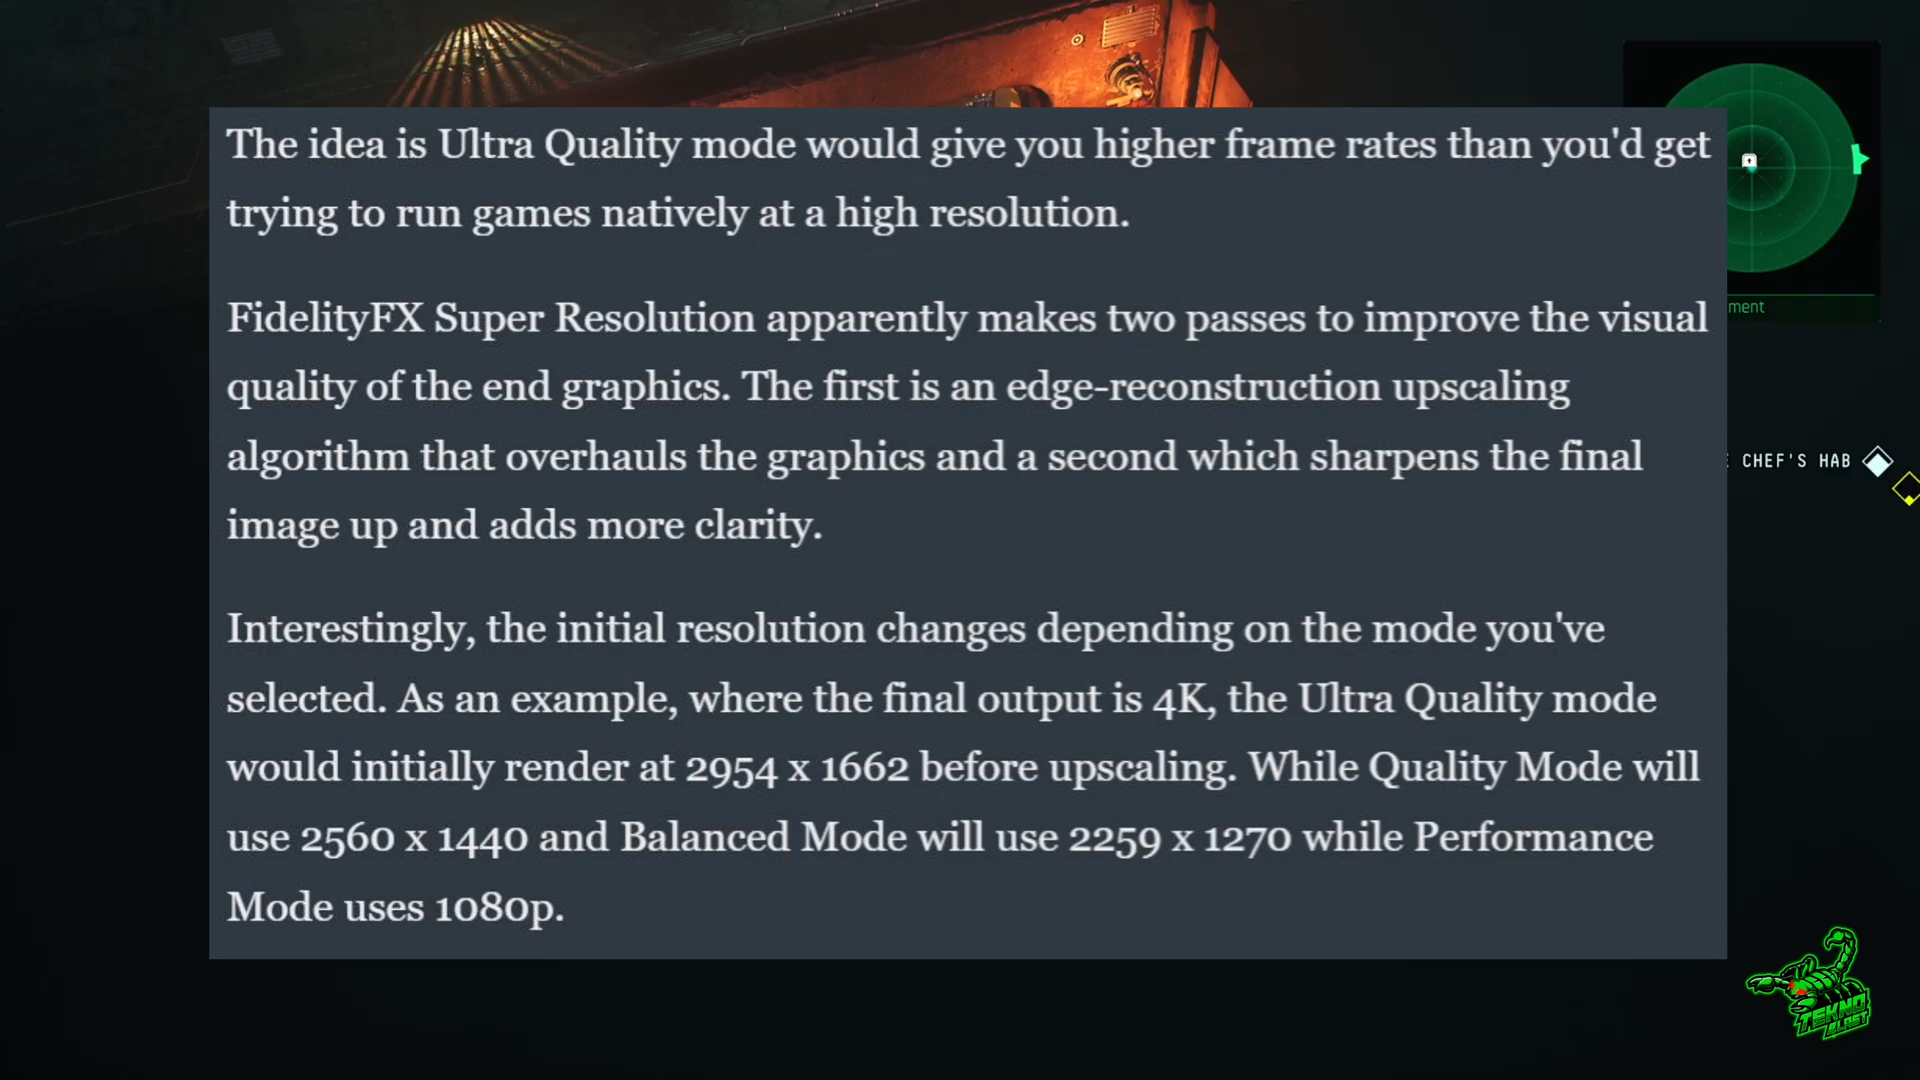 The idea is Ultra Quality mode would give you higher frame rates than you'd get
trying to run games natively at a high resolution.
FidelityFX Super Resolution apparently makes two passes to improve the visual
quality of the end graphics. The first is an edge-reconstruction upscaling
algorithm that overhauls the graphics and a second which sharpens the final
image up and adds more clarity.
Interestingly, the initial resolution changes depending on the mode you've
selected. As an example, where the final output is 4K, the Ultra Quality mode
would initially render at 2954 x 1662 before upscaling. While Quality Mode will
use 2560 x 1440 and Balanced Mode will use 2259 x 1270 while Performance
Mode uses 1080p.
ment
CHEF'S HAB
TEKNO
BLAST